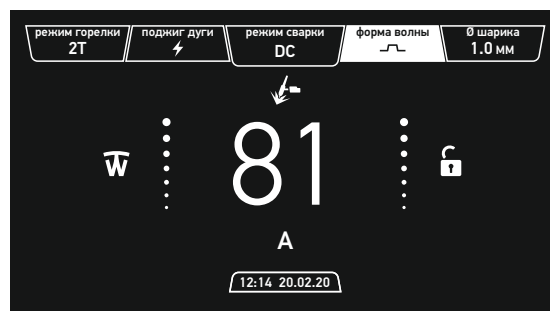 режим горелки
2T
поджиг дуги
режим сварки
DC
форма волны
Ø шарика
1.0 мм
81
A
12:14 20.02.20